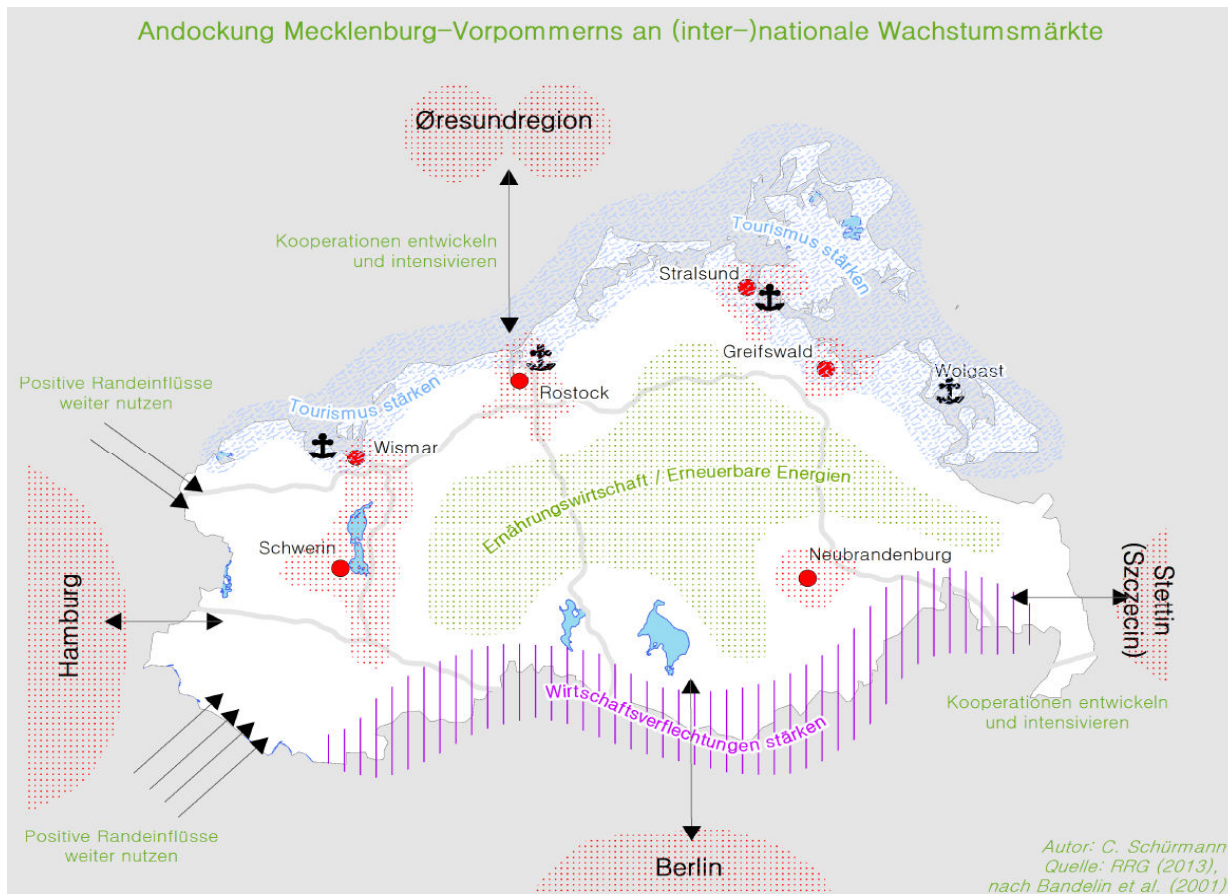 Andockung Mecklenburg-Vorpommerns an (inter-)nationale Wachstumsmärkte
Øresundregion
Kooperationen entwickeln
und intensivieren
Tourismus stärken
Stralsund
Greifswald
Wolgast
Positive Randeinflüsse
weiter nutzen
Tourismus stärken
Rostock
Wismar
Ernährungswirtschaft / Erneuerbare Energien
Schwerin
Neubrandenburg
Hamburg
Stettin
(Szczecin)
Kooperationen entwickeln
und intensivieren
Wirtschaftsverflechtungen stärken
Positive Randeinflüsse
weiter nutzen
Berlin
Autor: C. Schürmann
Quelle: RRG (2013),
nach Bandelin et al. (2001)